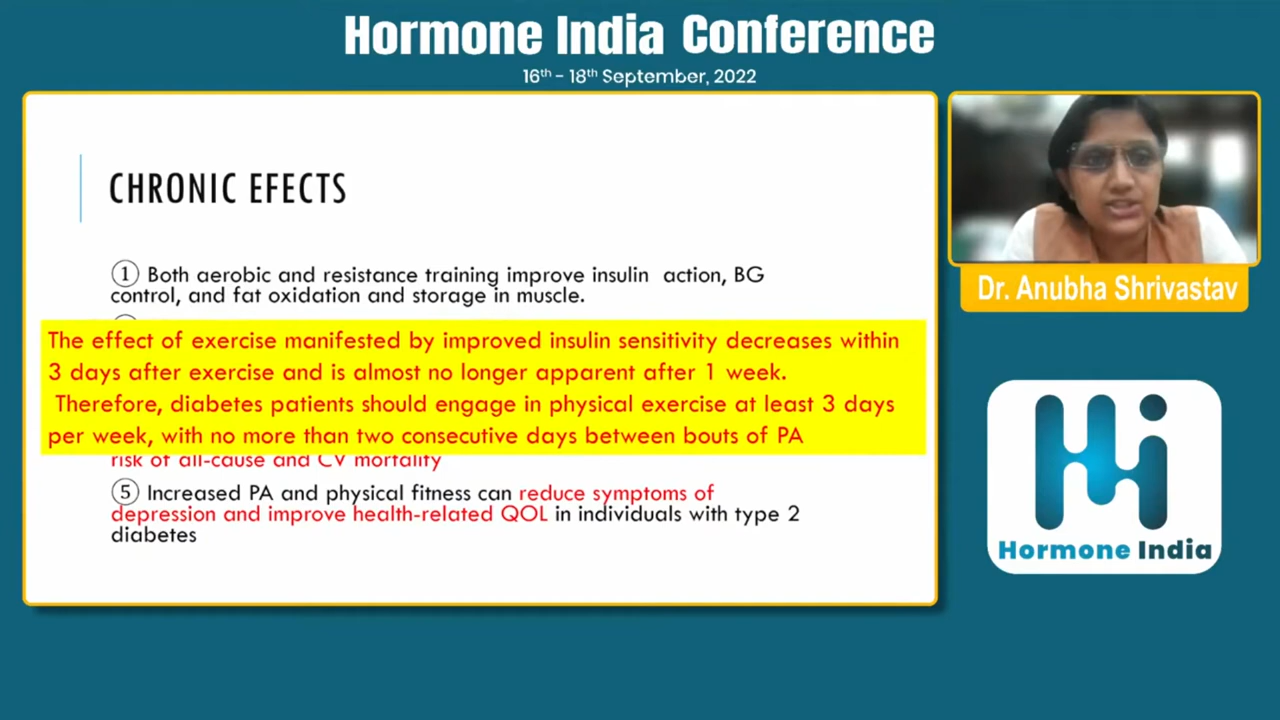 Hormone India Conference
16th - 18th September, 2022
CHRONIC EFECTS
① Both aerobic and resistance training improve insulin action, BG
control, and fat oxidation and storage in muscle.
The effect of exercise manifested by improved insulin sensitivity decreases within
3 days after exercise and is almost no longer apparent after 1 week.
Therefore, diabetes patients should engage in physical exercise at least 3 days
per week, with no more than two consecutive days between bouts of PA
risk of all-cause and CV mortality
⑤ Increased PA and physical fitness can reduce symptoms of
depression and improve health-related QOL in individuals with type 2
diabetes
Dr. Anubha Shrivastav
Hormone India